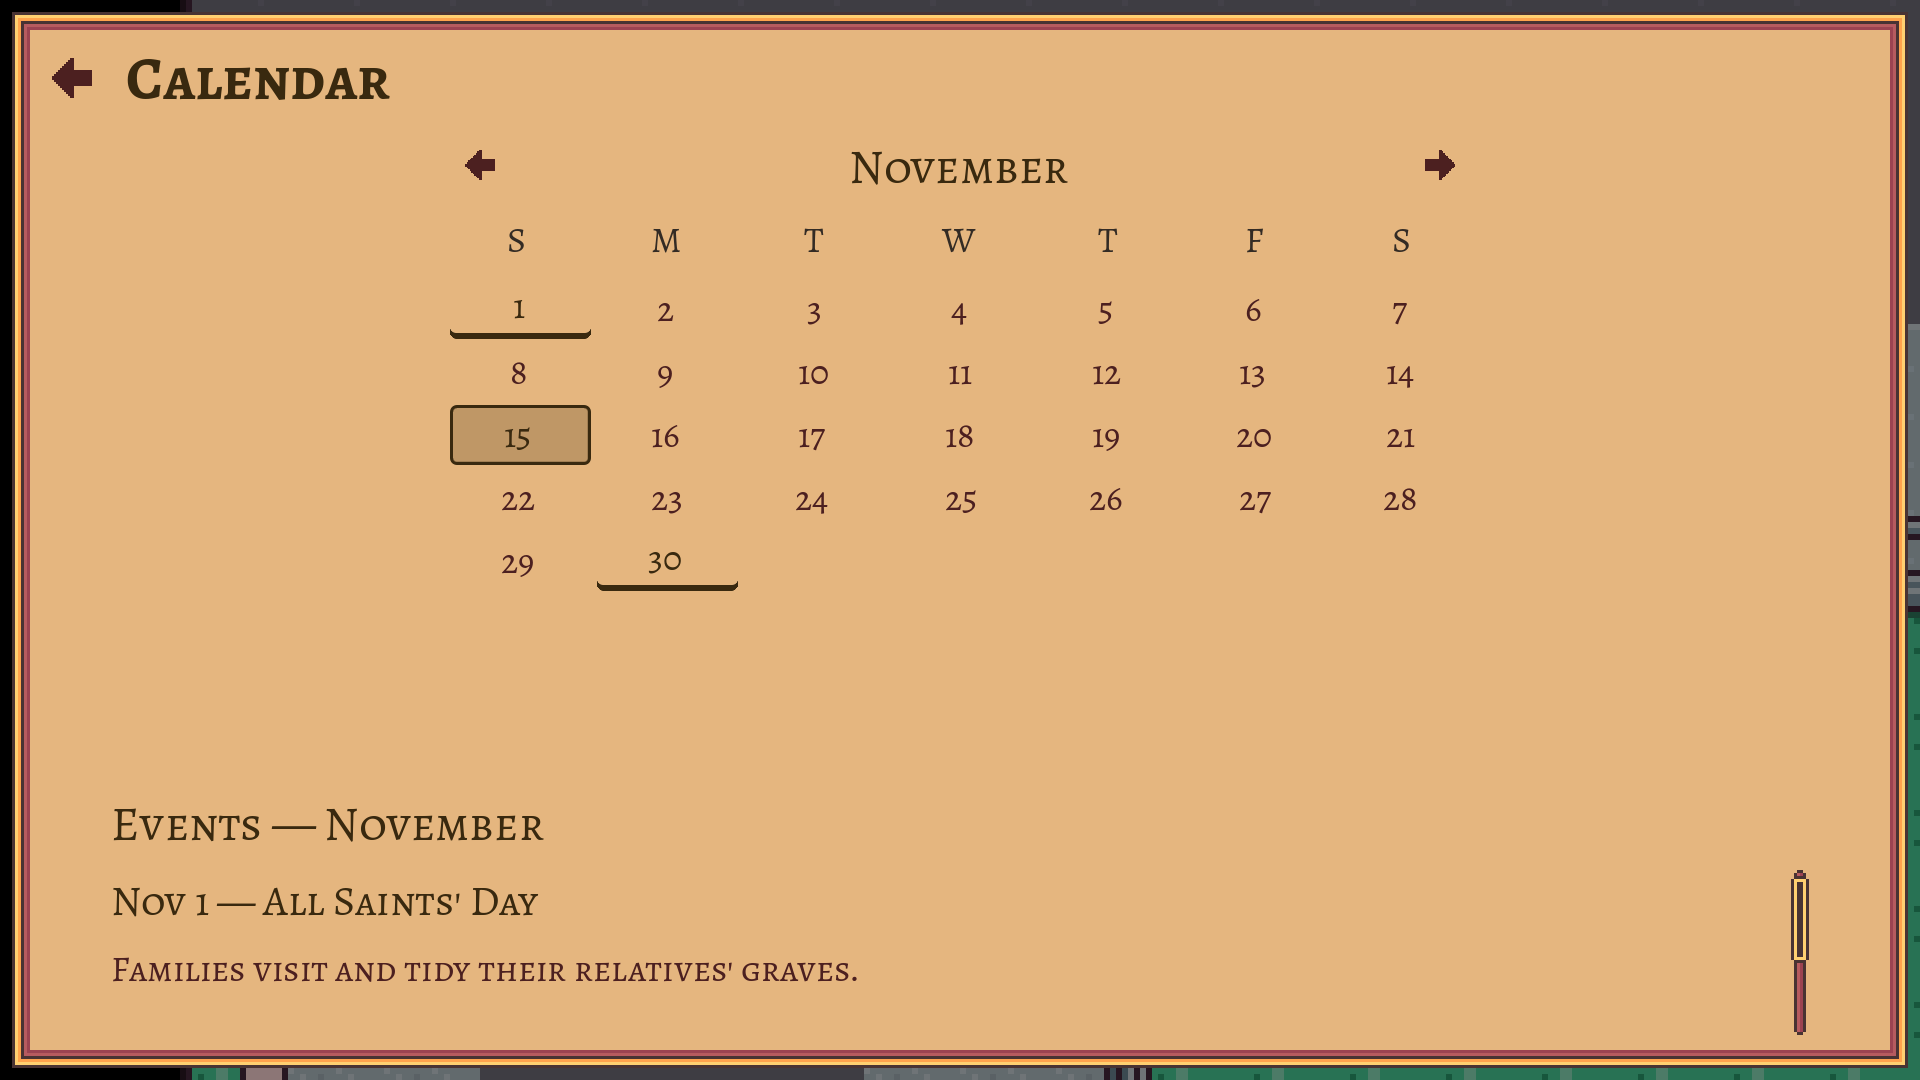 Calendar
November
S M T W T F S
1 2 3 4 5 6 7
8 9 10 11 12 13 14
15 16 17 18 19 20 21
22 23 24 25 26 27 28
29 30
Events — November
Nov 1 — All Saints' Day
Families visit and tidy their relatives' graves.